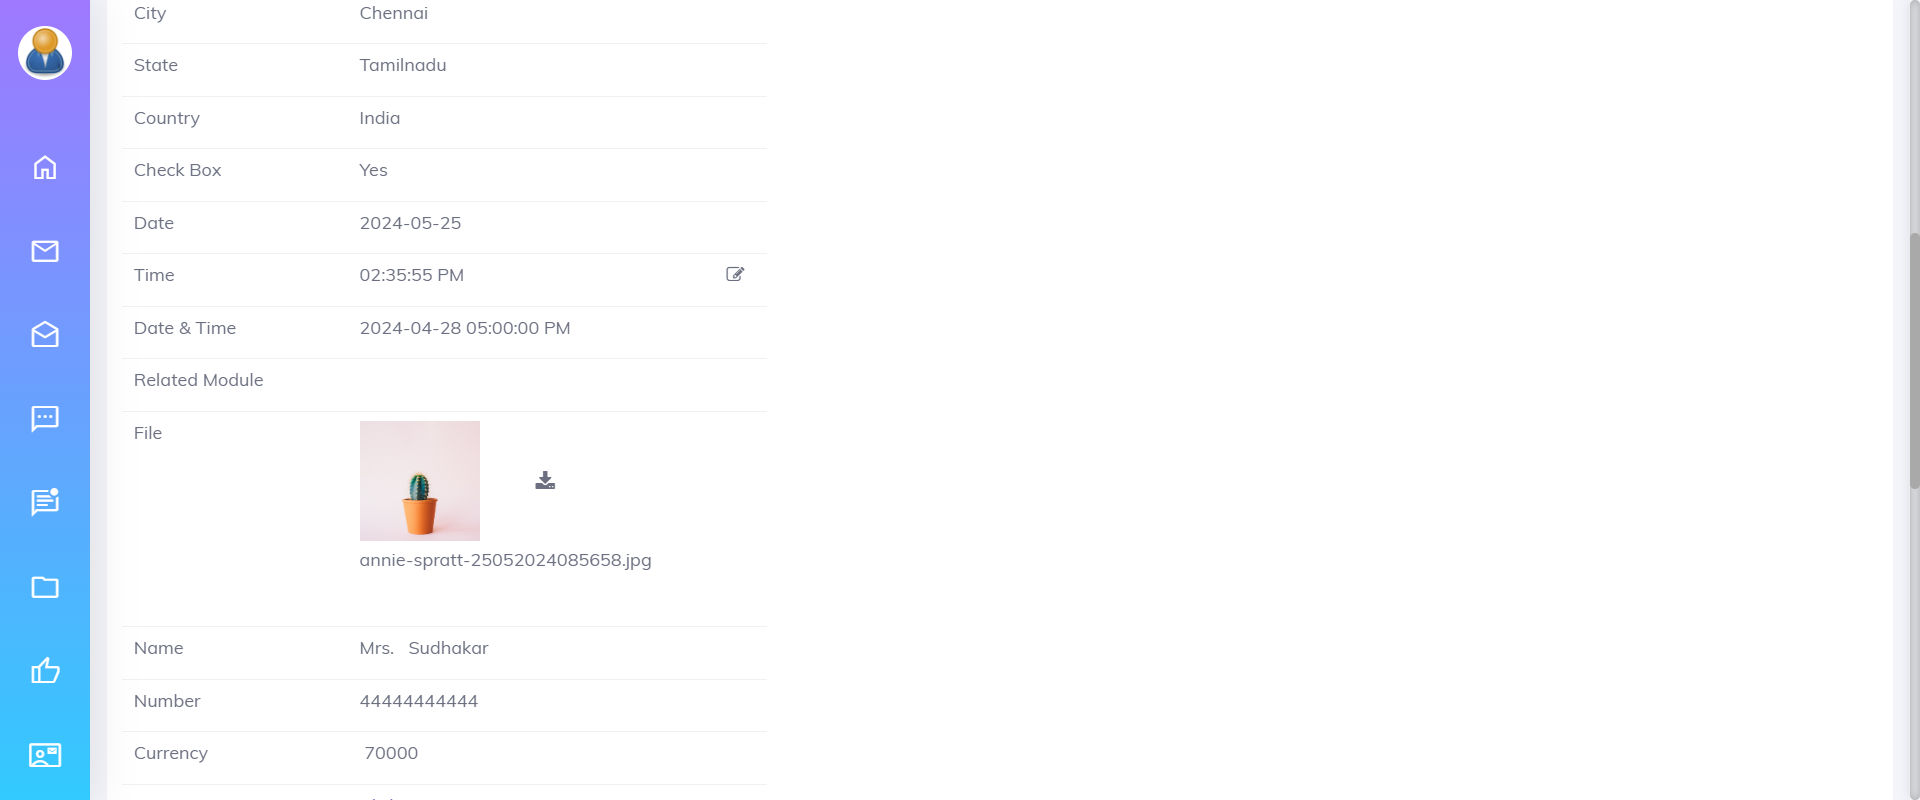 City Chennai
State Tamilnadu
Country India
Check Box Yes
Date 2024-05-25
Time 02:35:55 PM
Date & Time 2024-04-28 05:00:00 PM
Related Module
File
annie-spratt-25052024085658.jpg
Name Mrs. Sudhakar
Number 44444444444
Currency 70000